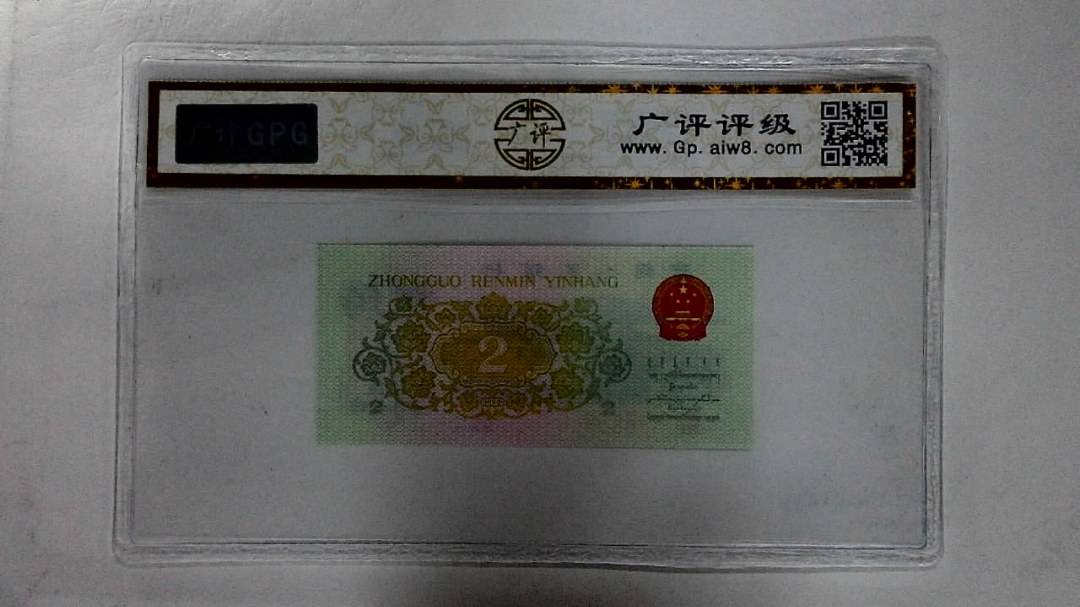 广评GPG
广评
广评评级
www. Gp. aiw8. com
ZHONGGUO RENMIN YINHANG
2
2
2